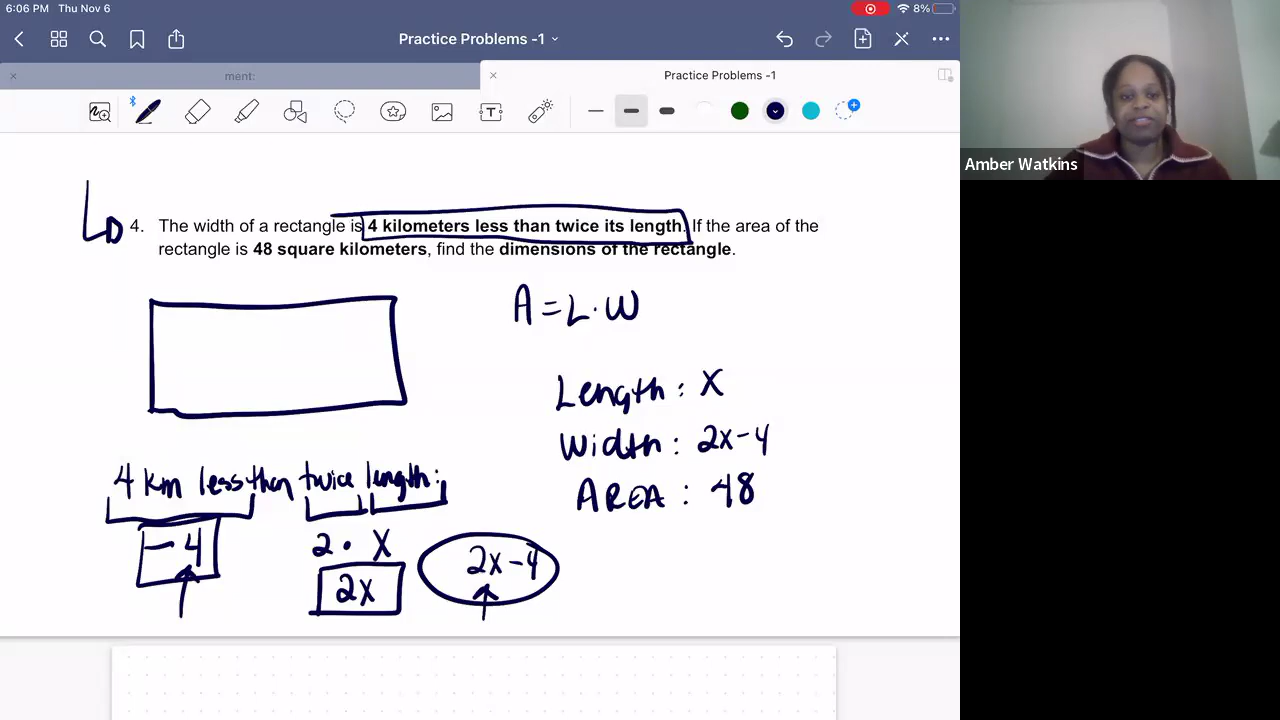 6:06 PM Thu Nov 6
8%
Practice Problems -1
ment:
Practice Problems -1
T
Amber Watkins
4. The width of a rectangle is 4 kilometers less than twice its length. If the area of the
rectangle is 48 square kilometers, find the dimensions of the rectangle.
A = L · W
Length : X
Width : 2x-4
AREA : 48
4 km less than twice length:
- 4
2 · X
2x
2x-4